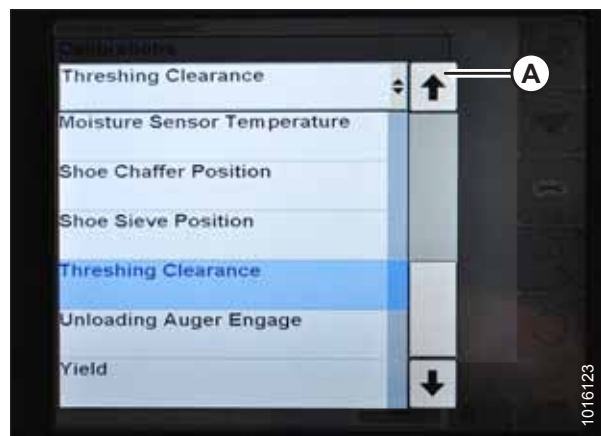 Calibrations
Threshing Clearance
A
Moisture Sensor Temperature
Shoe Chaffer Position
Shoe Sieve Position
Threshing Clearance
Unloading Auger Engage
Yield
1016123